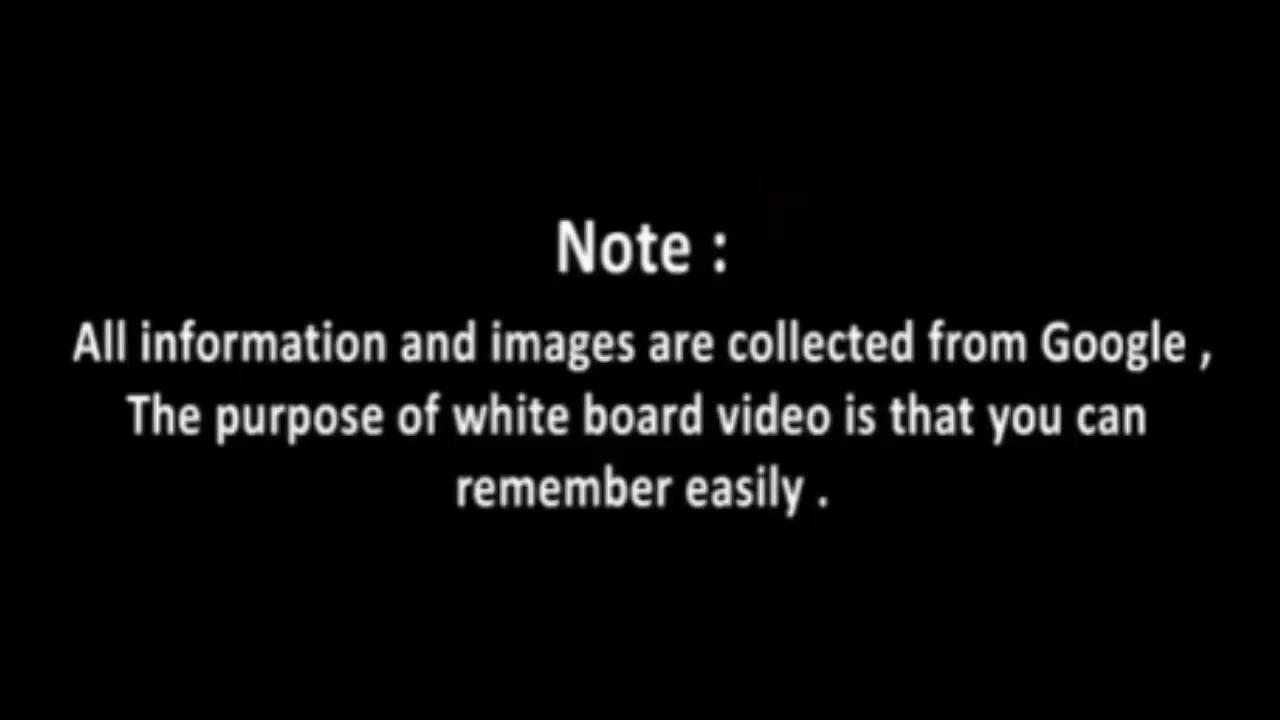 Note :
All information and images are collected from Google ,
The purpose of white board video is that you can
remember easily .